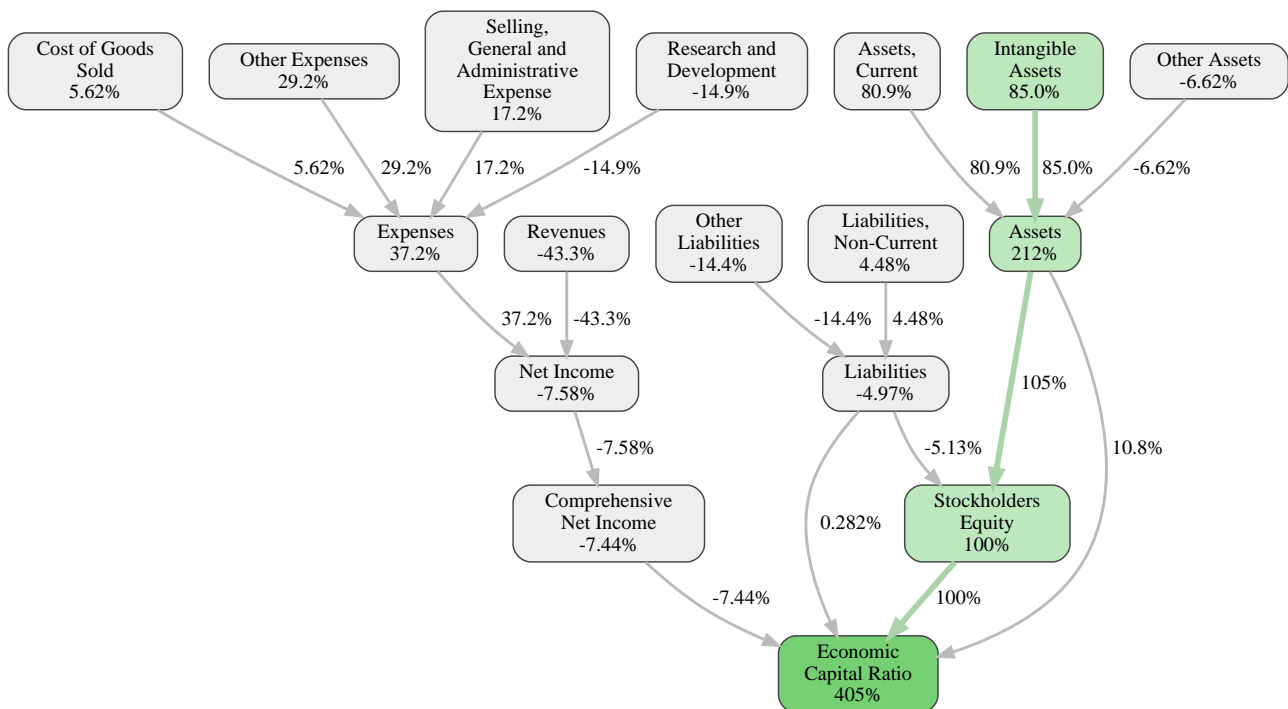 Cost of Goods
Sold
5.62%
Other Expenses
29.2%
Selling,
General and
Administrative
Expense
17.2%
Research and
Development
-14.9%
Assets,
Current
80.9%
Intangible
Assets
85.0%
Other Assets
-6.62%
5.62%
29.2%
17.2%
-14.9%
80.9%
85.0%
-6.62%
Expenses
37.2%
Revenues
-43.3%
Other
Liabilities
-14.4%
Liabilities,
Non-Current
4.48%
Assets
212%
37.2%
-43.3%
-14.4%
4.48%
Net Income
-7.58%
Liabilities
-4.97%
105%
-7.58%
-5.13%
10.8%
Comprehensive
Net Income
-7.44%
0.282%
Stockholders
Equity
100%
-7.44%
100%
Economic
Capital Ratio
405%